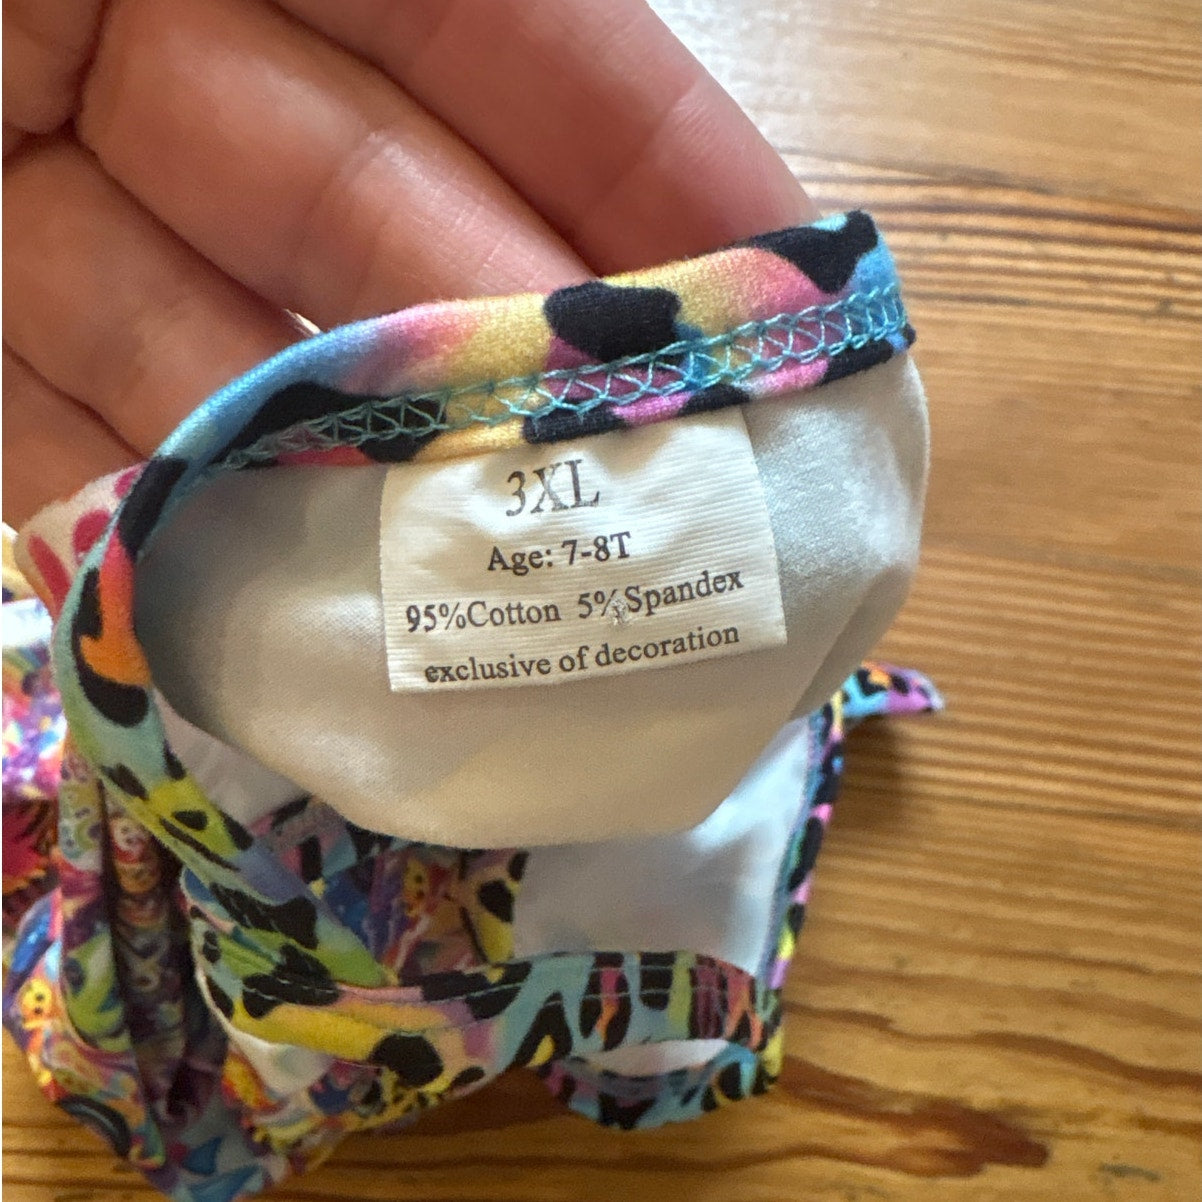 3XL
Age: 7-8T
95%Cotton 5%Spandex
exclusive of decoration